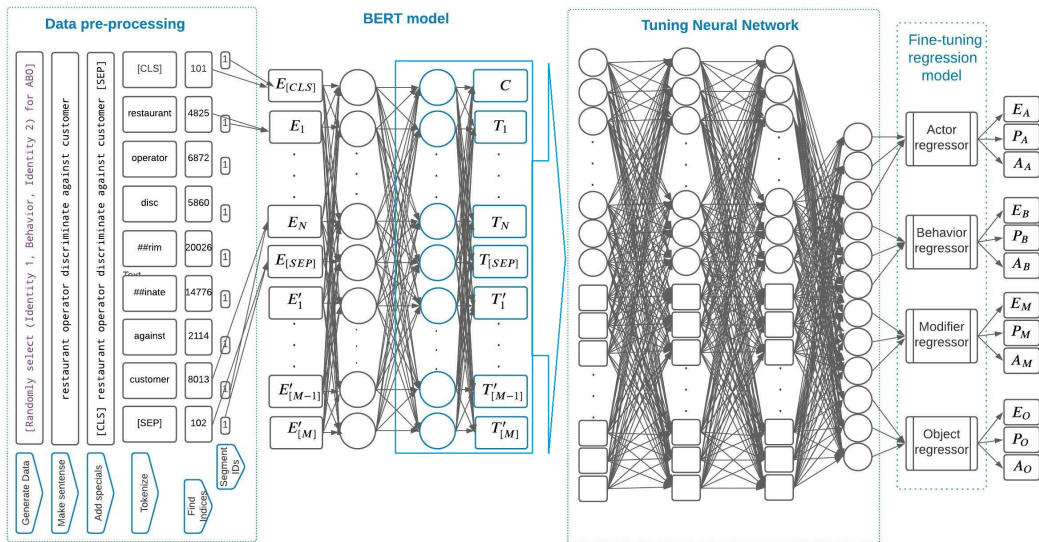 Data pre-processing
BERT model
Tuning Neural Network
Fine-tuning
regression
model
[Randomly select (Identity 1, Behavior, Identity 2) for ABO]
restaurant operator discriminate against customer
[CLS] restaurant operator discriminate against customer [SEP]
[CLS] 101 1
restaurant 4825 1
operator 6872 1
disc 5860 1
##rim 20026 1
Text
##inate 14776 1
against 2114 1
customer 8013 1
[SEP] 102 1
Generate Data
Make sentence
Add specials
Tokenize
Find
Indices
Segment
IDs
E[CLS]
E1
EN
E[SEP]
E′1
E′[M−1]
E′[M]
C
T1
TN
T[SEP]
T′1
T′[M−1]
T′[M]
Actor
regressor
EA
PA
AA
Behavior
regressor
EB
PB
AB
Modifier
regressor
EM
PM
AM
Object
regressor
EO
PO
AO